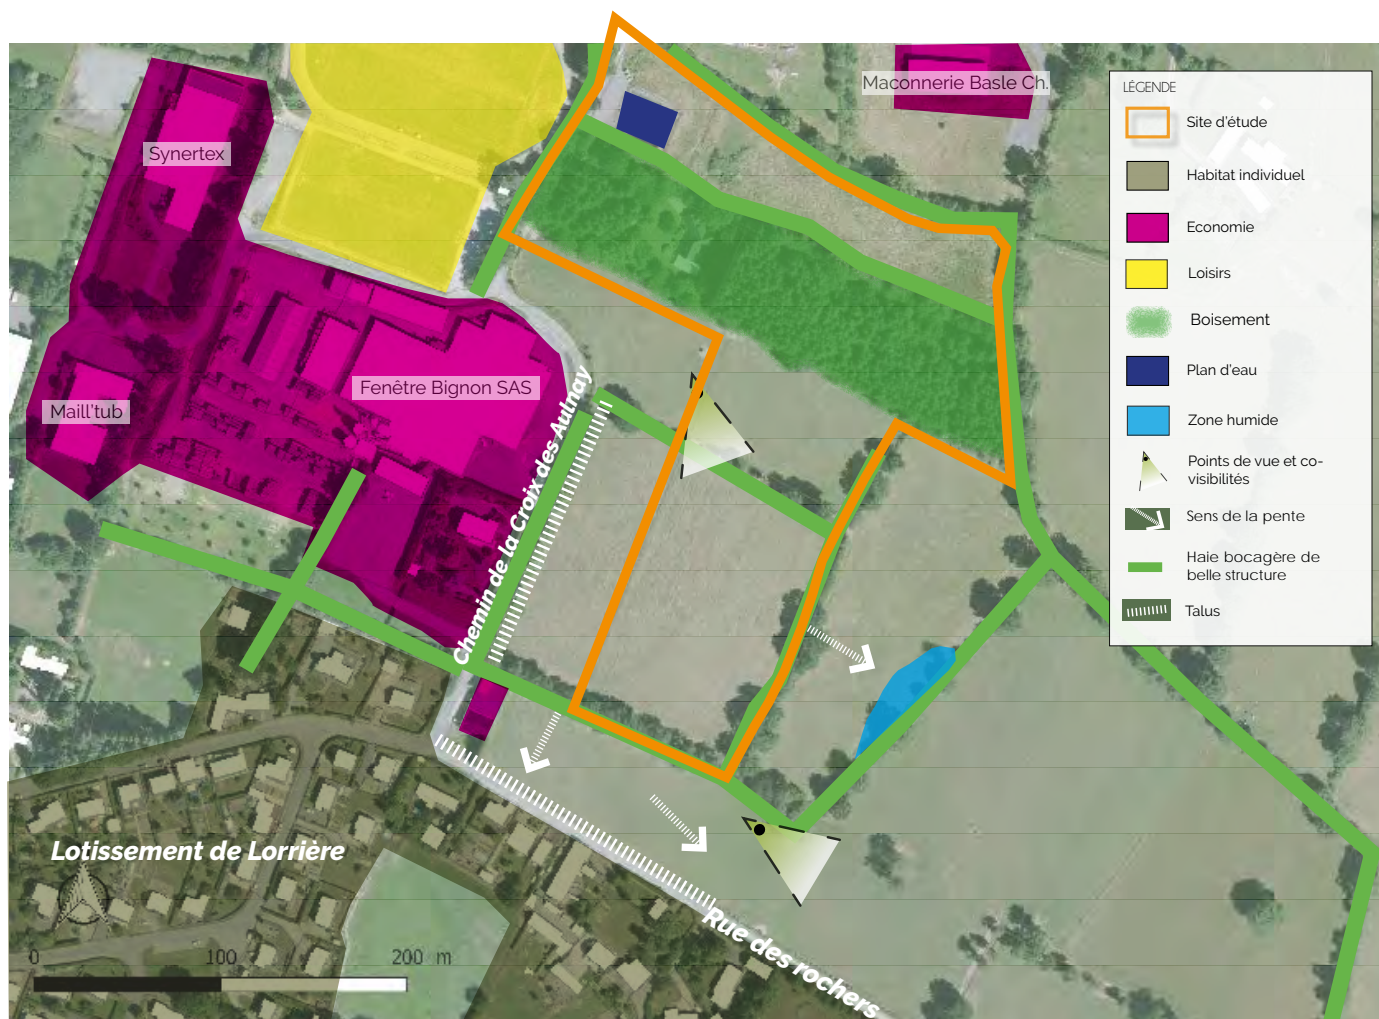 Maconnerie Basle Ch.
Synertex
Fenêtre Bignon SAS
Maill'tub
Chemin de la Croix des Aulnay
Lotissement de Lorrière
Rue des rochers
0 100 200 m
LÉGENDE
Site d'étude
Habitat individuel
Economie
Loisirs
Boisement
Plan d'eau
Zone humide
Points de vue et co-
visibilités
Sens de la pente
Haie bocagère de
belle structure
Talus